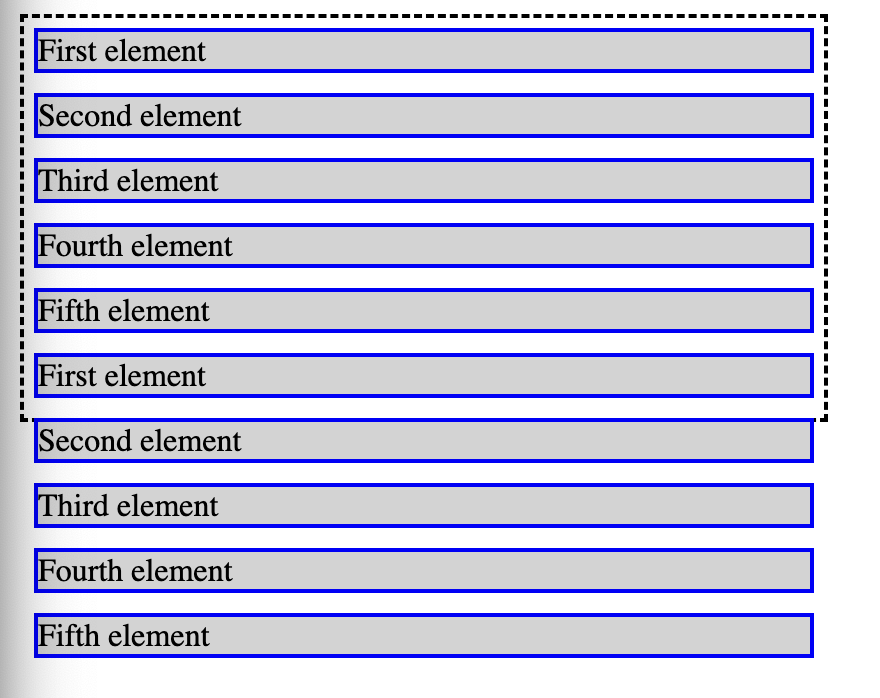 First element
Second element
Third element
Fourth element
Fifth element
First element
Second element
Third element
Fourth element
Fifth element